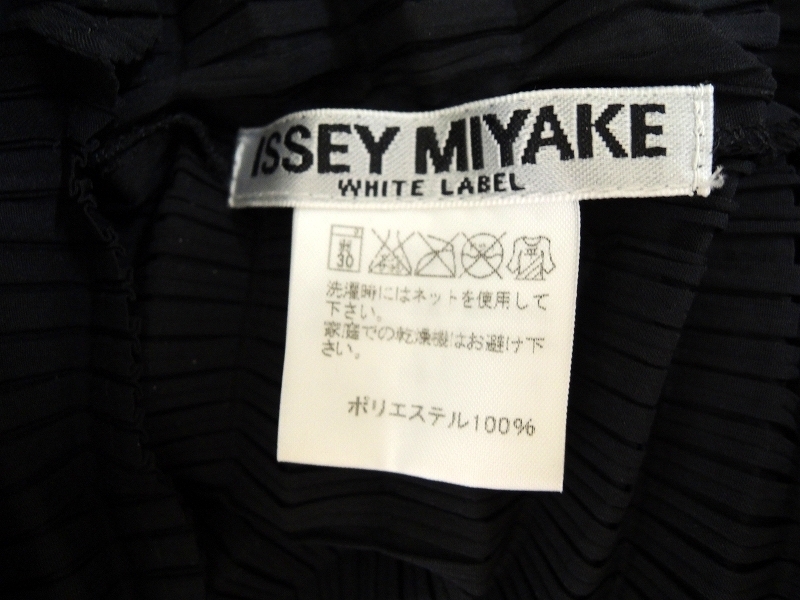 ISSEY MIYAKE
WHITE LABEL
弱
30
洗濯時にはネットを使用して
下さい。
家庭での乾燥機はお避け下
さい。
ポリエステル100%